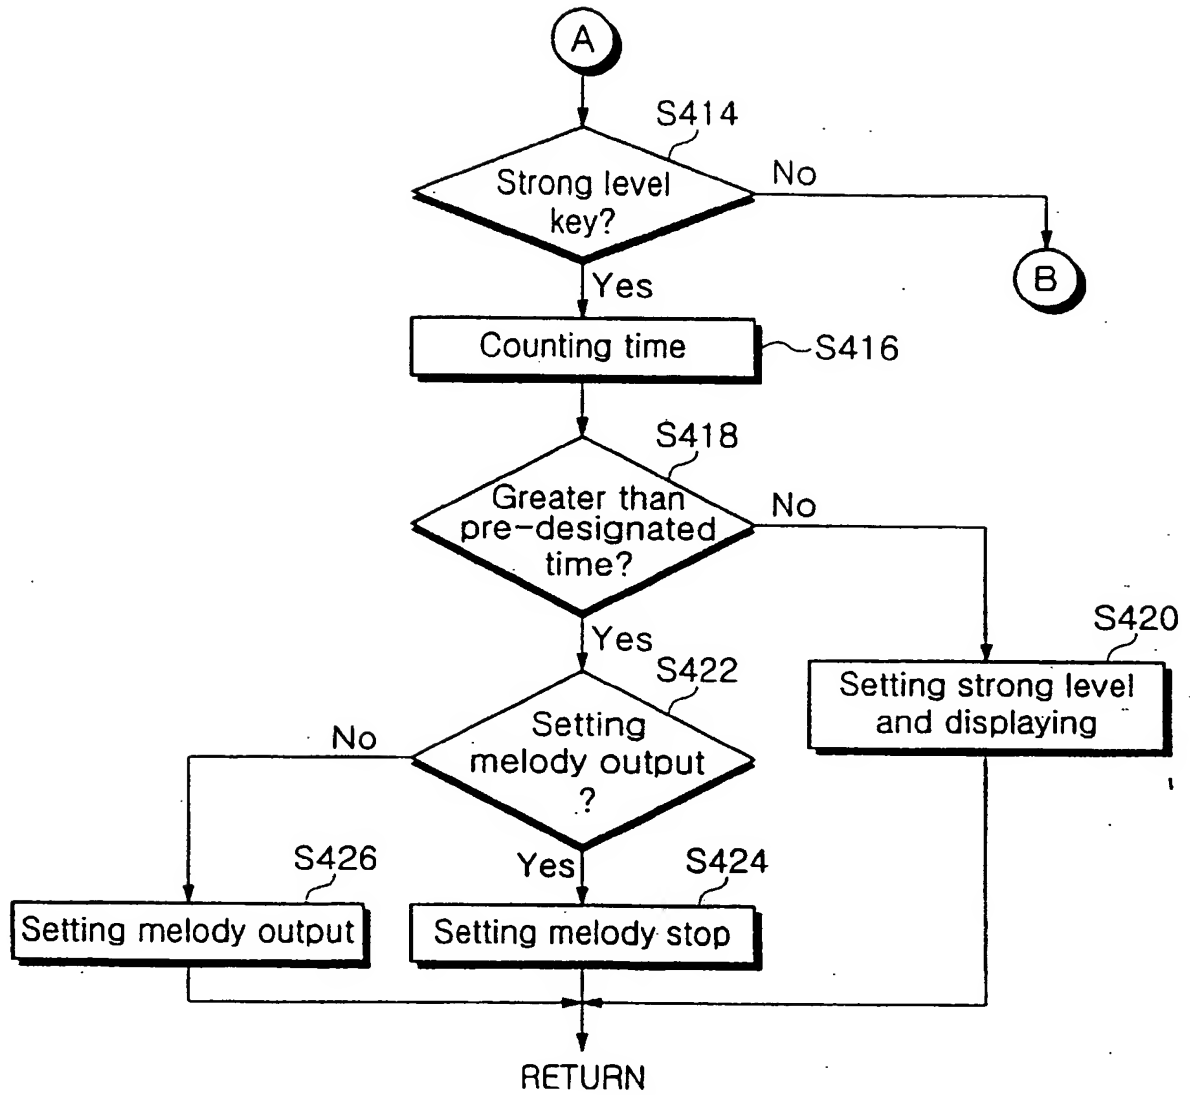 A
S414
Strong level
key?
No
B
Yes
Counting time
S416
S418
Greater than
pre-designated
time?
No
Yes
S420
Setting strong level
and displaying
S422
Setting
melody output
?
No
Yes
S426
Setting melody output
S424
Setting melody stop
RETURN